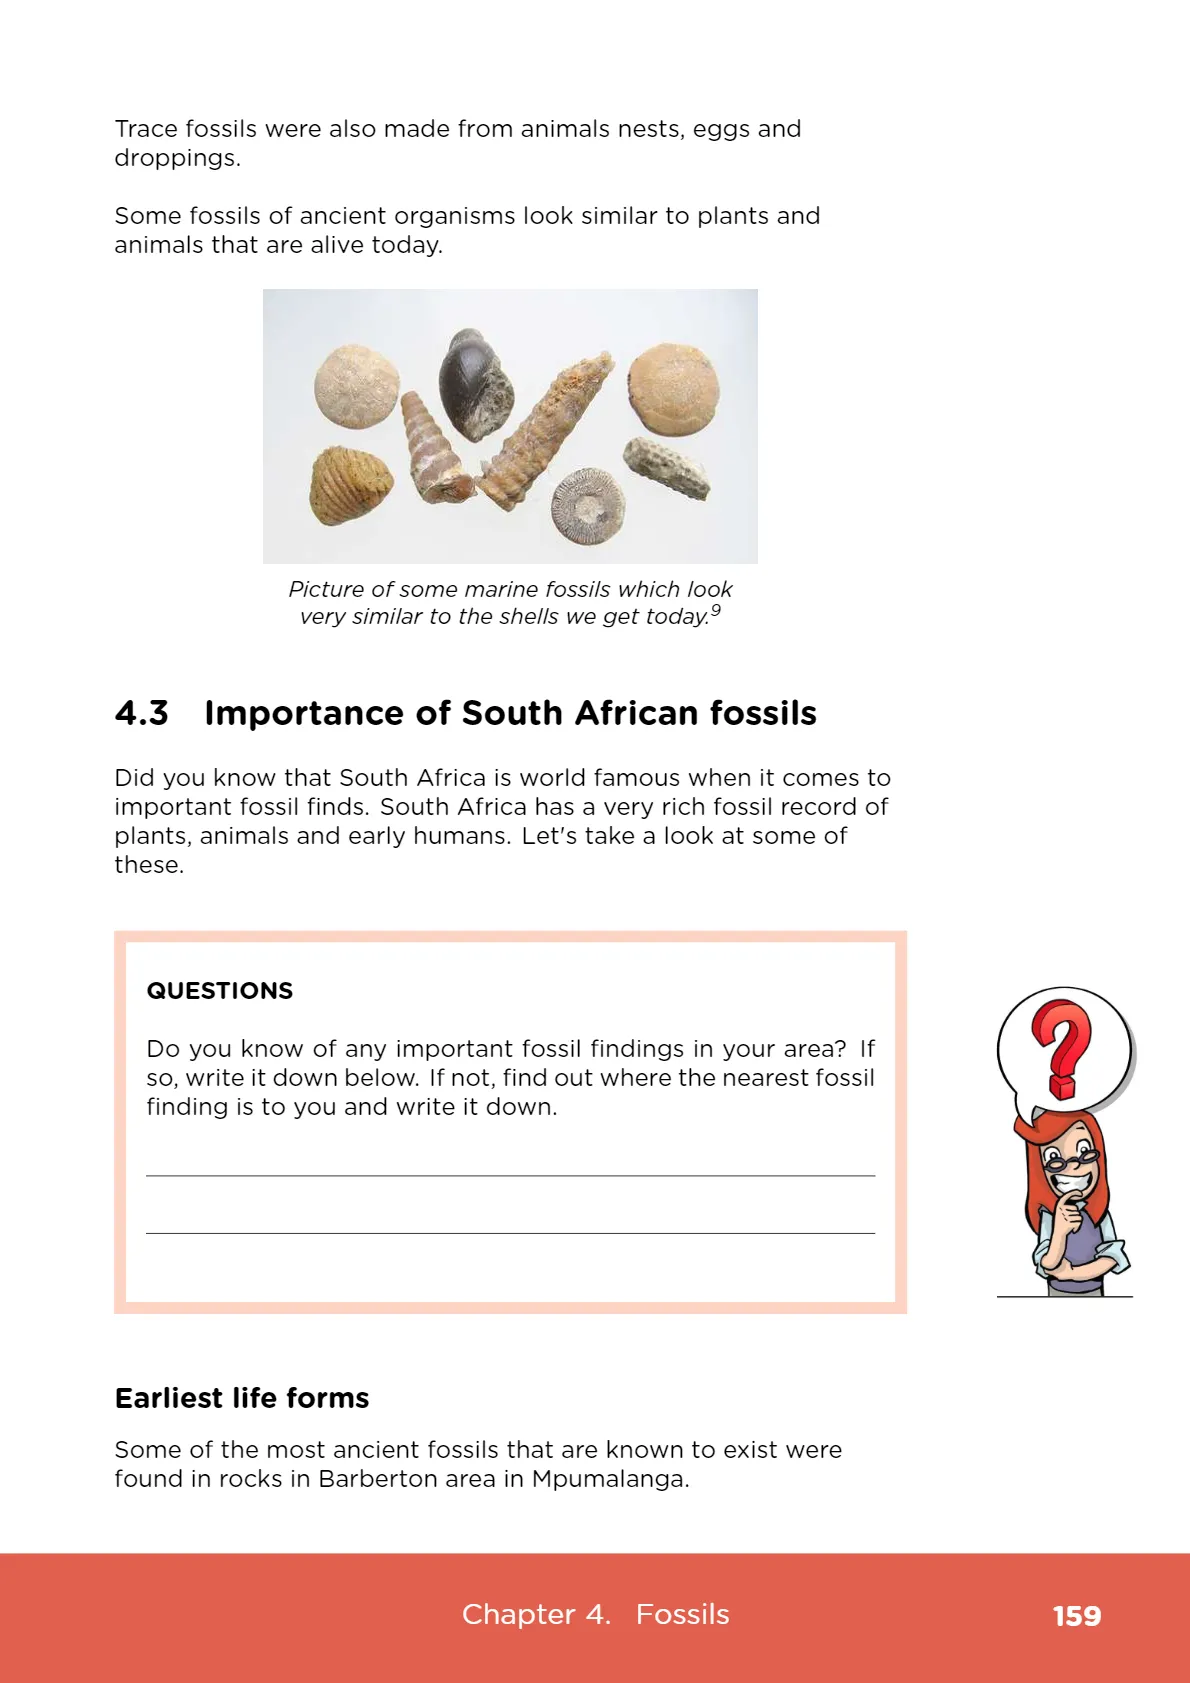 Trace fossils were also made from animals nests, eggs and
droppings.
Some fossils of ancient organisms look similar to plants and
animals that are alive today.
Picture of some marine fossils which look
very similar to the shells we get today.9
4.3 Importance of South African fossils
Did you know that South Africa is world famous when it comes to
important fossil finds. South Africa has a very rich fossil record of
plants, animals and early humans. Let's take a look at some of
these.
QUESTIONS
Do you know of any important fossil findings in your area? If
so, write it down below. If not, find out where the nearest fossil
finding is to you and write it down.
?
Earliest life forms
Some of the most ancient fossils that are known to exist were
found in rocks in Barberton area in Mpumalanga.
Chapter 4. Fossils 159